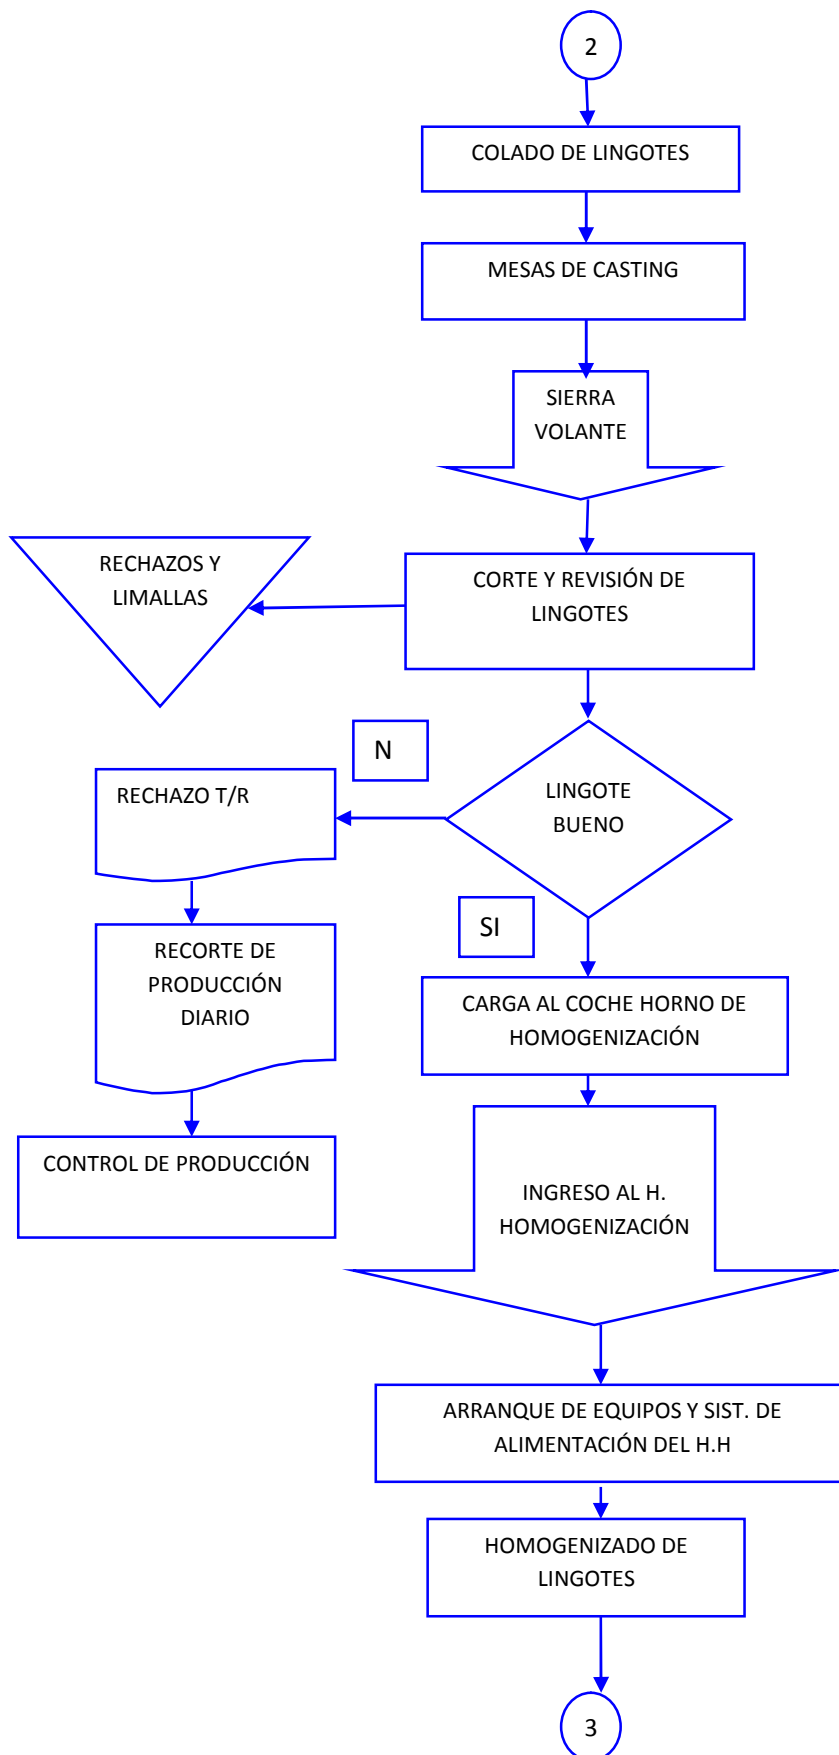 2
COLADO DE LINGOTES
MESAS DE CASTING
SIERRA
VOLANTE
RECHAZOS Y
LIMALLAS
CORTE Y REVISIÓN DE
LINGOTES
N
LINGOTE
BUENO
RECHAZO T/R
SI
RECORTE DE
PRODUCCIÓN
DIARIO
CARGA AL COCHE HORNO DE
HOMOGENIZACIÓN
CONTROL DE PRODUCCIÓN
INGRESO AL H.
HOMOGENIZACIÓN
ARRANQUE DE EQUIPOS Y SIST. DE
ALIMENTACIÓN DEL H.H
HOMOGENIZADO DE
LINGOTES
3